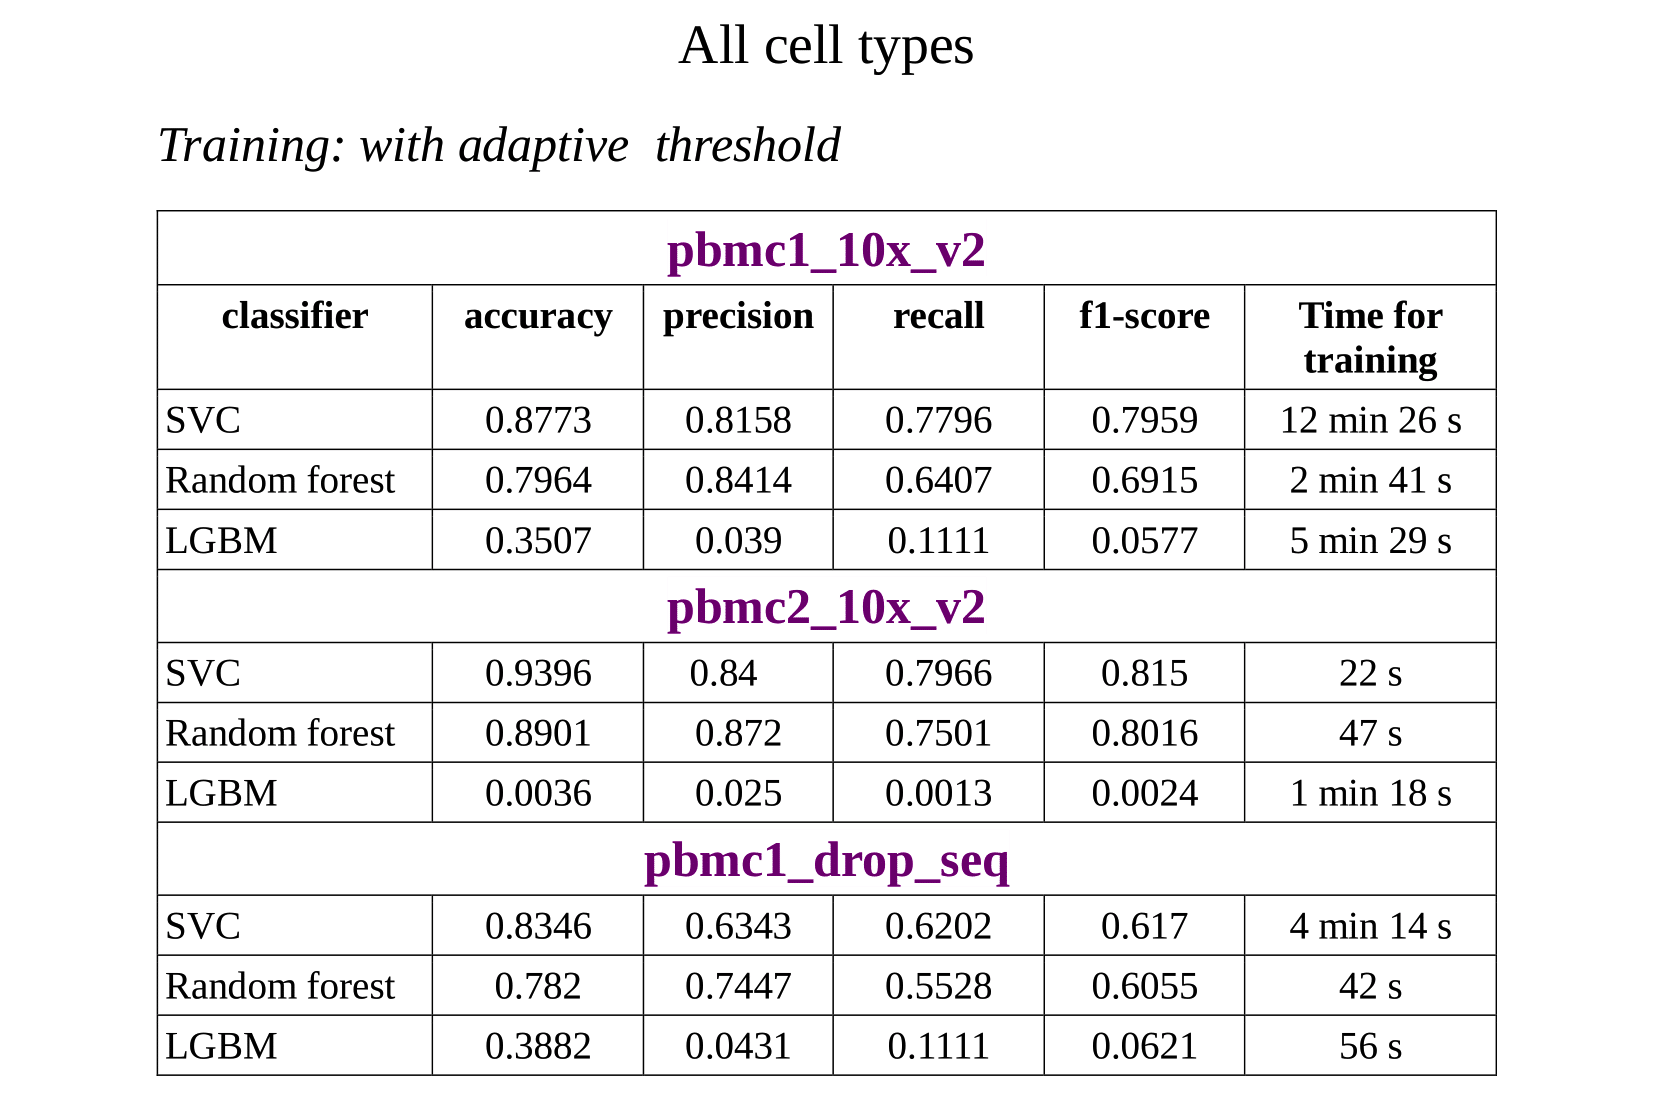 All cell types
Training: with adaptive  threshold
pbmc1_10x_v2
classifier accuracy precision recall f1-score Time for training
SVC 0.8773 0.8158 0.7796 0.7959 12 min 26 s
Random forest 0.7964 0.8414 0.6407 0.6915 2 min 41 s
LGBM 0.3507 0.039 0.1111 0.0577 5 min 29 s
pbmc2_10x_v2
SVC 0.9396 0.84 0.7966 0.815 22 s
Random forest 0.8901 0.872 0.7501 0.8016 47 s
LGBM 0.0036 0.025 0.0013 0.0024 1 min 18 s
pbmc1_drop_seq
SVC 0.8346 0.6343 0.6202 0.617 4 min 14 s
Random forest 0.782 0.7447 0.5528 0.6055 42 s
LGBM 0.3882 0.0431 0.1111 0.0621 56 s